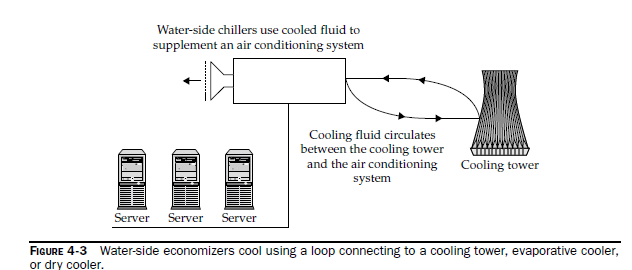 Water-side chillers use cooled fluid to
supplement an air conditioning system
Cooling fluid circulates
between the cooling tower
and the air conditioning
system
Cooling tower
Server Server Server
FIGURE 4-3 Water-side economizers cool using a loop connecting to a cooling tower, evaporative cooler,
or dry cooler.